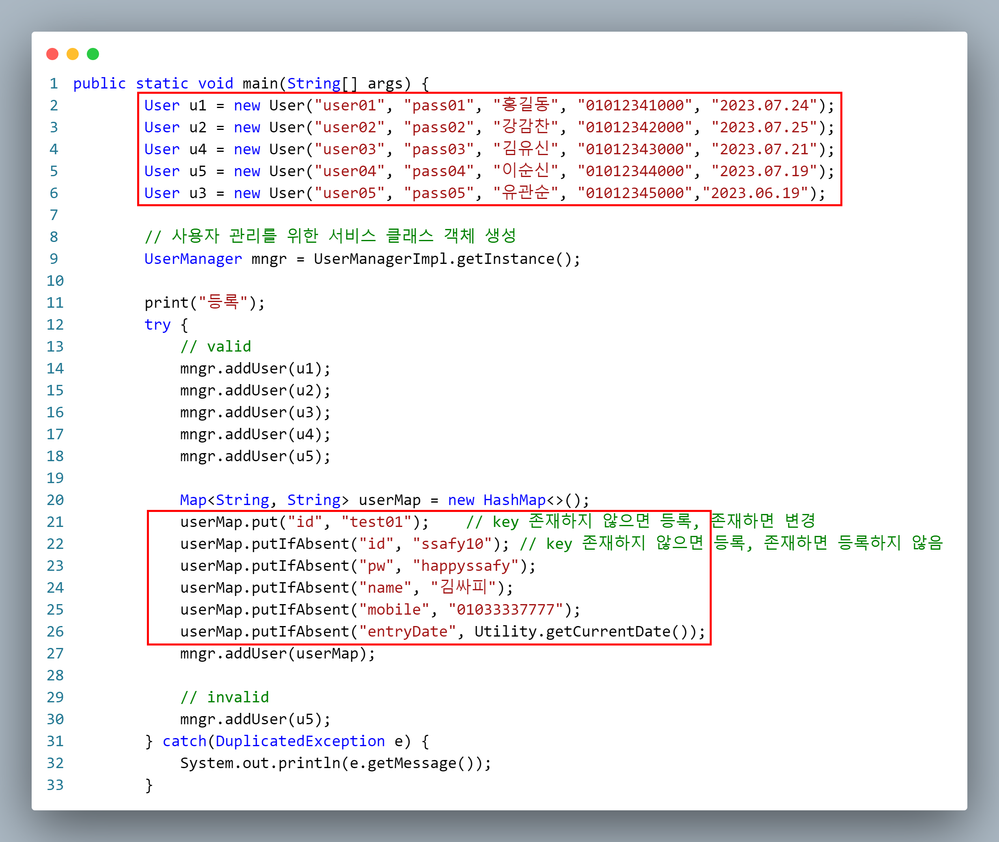 1 public static void main(String[] args) {
2 User u1 = new User("user01", "pass01", "홍길동", "01012341000", "2023.07.24");
3 User u2 = new User("user02", "pass02", "강감찬", "01012342000", "2023.07.25");
4 User u4 = new User("user03", "pass03", "김유신", "01012343000", "2023.07.21");
5 User u5 = new User("user04", "pass04", "이순신", "01012344000", "2023.07.19");
6 User u3 = new User("user05", "pass05", "유관순", "01012345000","2023.06.19");
7
8 // 사용자 관리를 위한 서비스 클래스 객체 생성
9 UserManager mngr = UserManagerImpl.getInstance();
10
11 print("등록");
12 try {
13 // valid
14 mngr.addUser(u1);
15 mngr.addUser(u2);
16 mngr.addUser(u3);
17 mngr.addUser(u4);
18 mngr.addUser(u5);
19
20 Map<String, String> userMap = new HashMap<>();
21 userMap.put("id", "test01"); // key 존재하지 않으면 등록, 존재하면 변경
22 userMap.putIfAbsent("id", "ssafy10"); // key 존재하지 않으면 등록, 존재하면 등록하지 않음
23 userMap.putIfAbsent("pw", "happyssafy");
24 userMap.putIfAbsent("name", "김싸피");
25 userMap.putIfAbsent("mobile", "01033337777");
26 userMap.putIfAbsent("entryDate", Utility.getCurrentDate());
27 mngr.addUser(userMap);
28
29 // invalid
30 mngr.addUser(u5);
31 } catch(DuplicatedException e) {
32 System.out.println(e.getMessage());
33 }